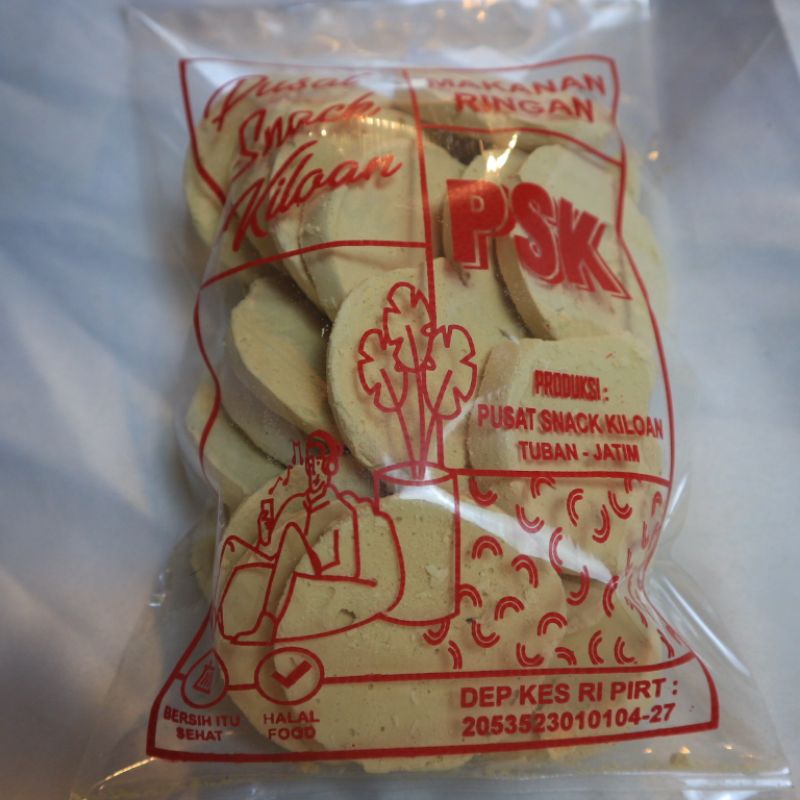 Pusat
Snack
Kiloan
MAKANAN
RINGAN
PSK
PRODUKSI :
PUSAT SNACK KILOAN
TUBAN - JATIM
BERSIH ITU
SEHAT
HALAL
FOOD
DEP KES RI PIRT :
2053523010104-27